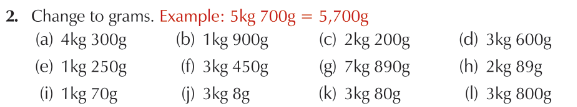 2. Change to grams. Example: 5kg 700g = 5,700g
(a) 4kg 300g (b) 1kg 900g (c) 2kg 200g (d) 3kg 600g
(e) 1kg 250g (f) 3kg 450g (g) 7kg 890g (h) 2kg 89g
(i) 1kg 70g (j) 3kg 8g (k) 3kg 80g (l) 3kg 800g